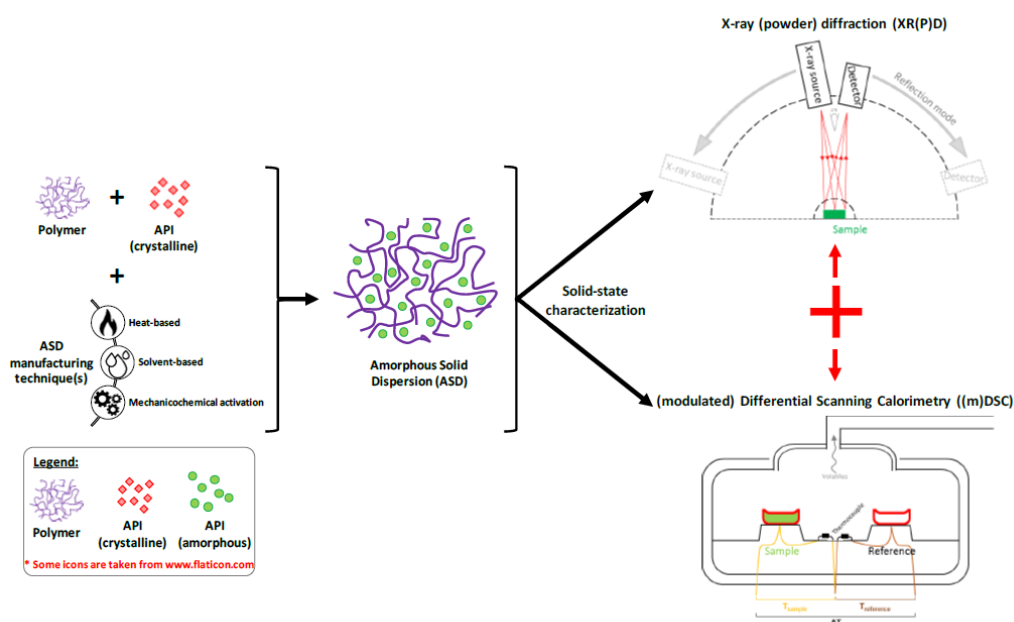 X-ray (powder) diffraction (XR(P)D)
X-ray source
Detector
Reflection mode
X-ray source
Detector
Sample
Polymer
+
API
(crystalline)
+
ASD
manufacturing
technique(s)
Heat-based
Solvent-based
Mechanicochemical activation
Amorphous Solid
Dispersion (ASD)
Solid-state
characterization
(modulated) Differential Scanning Calorimetry ((m)DSC)
Volatiles
Thermocouple
Sample
Reference
Tsample
Treference
Legend:
Polymer
API
(crystalline)
API
(amorphous)
* Some icons are taken from www.flaticon.com